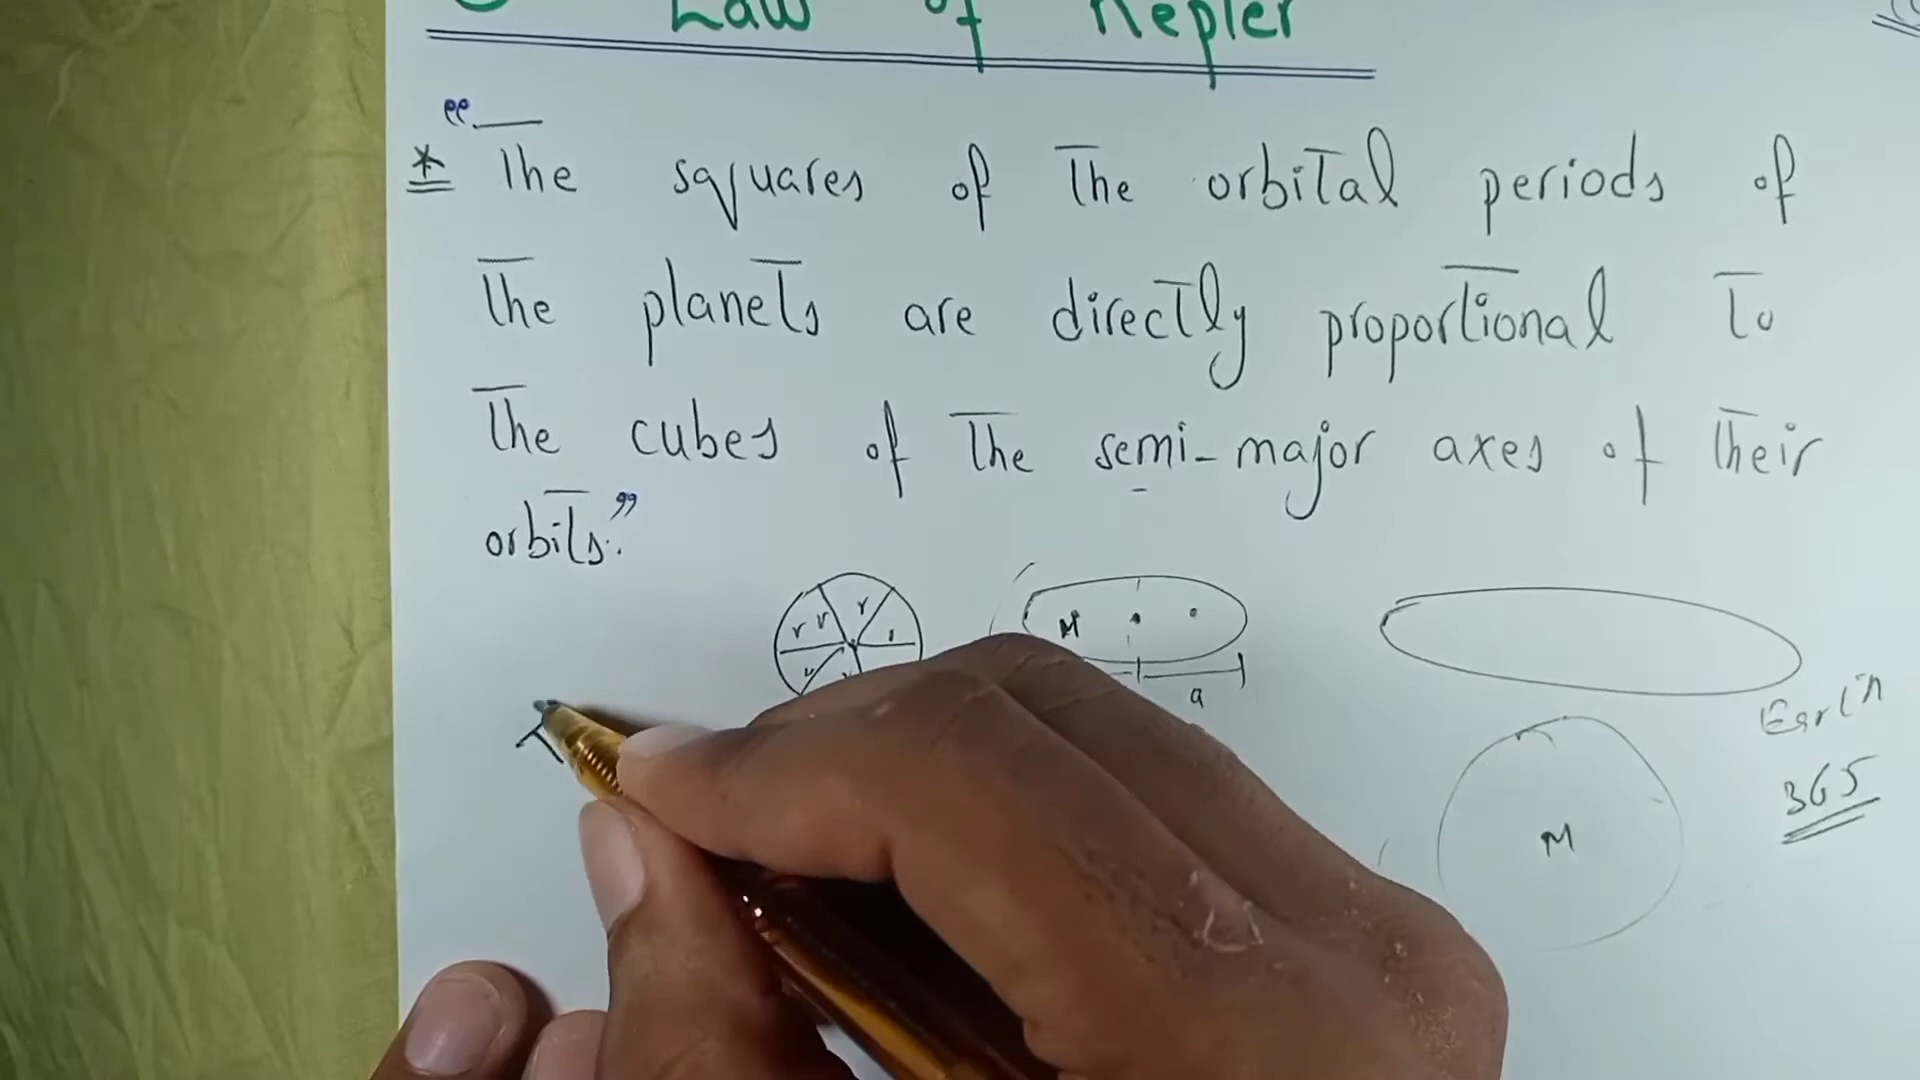 Law of Kepler
"The squares of the orbital periods of
* the planets are directly proportional to
the cubes of the semi-major axes of their
orbits."
r r r r
r r
M
a
T
Earth
365
M